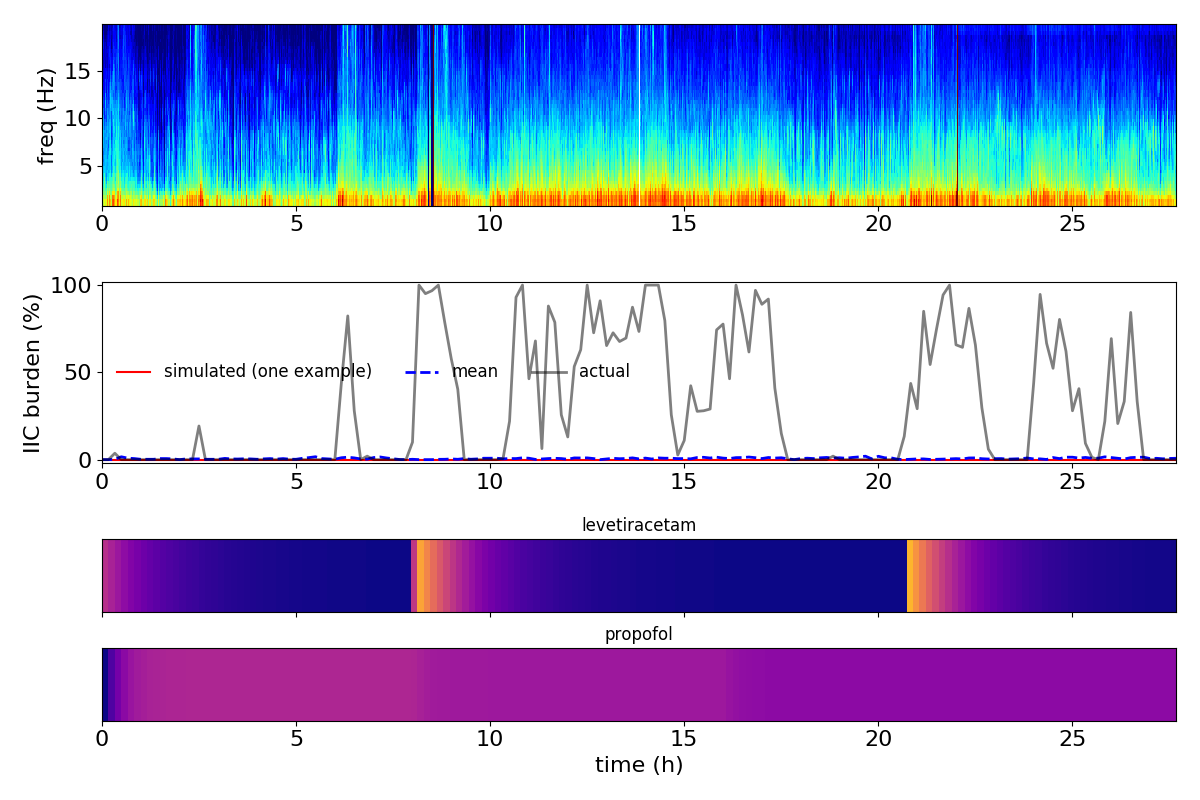 freq (Hz)
15
10
5
0 5 10 15 20 25
IIC burden (%)
100
50
0
simulated (one example) mean actual
0 5 10 15 20 25
levetiracetam
propofol
0 5 10 15 20 25
time (h)